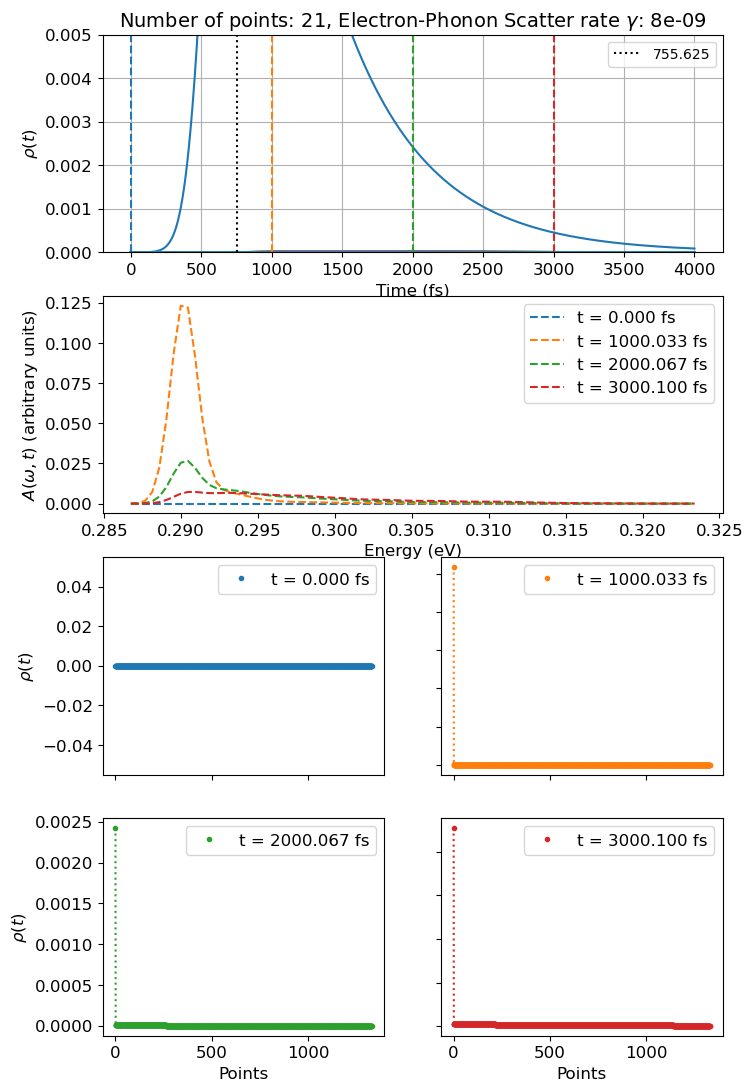 Number of points: 21, Electron-Phonon Scatter rate γ: 8e-09
0.005
0.004
0.003
0.002
0.001
0.000
ρ(t)
755.625
0 500 1000 1500 2000 2500 3000 3500 4000
Time (fs)
0.125
0.100
0.075
0.050
0.025
0.000
A(ω, t) (arbitrary units)
t = 0.000 fs
t = 1000.033 fs
t = 2000.067 fs
t = 3000.100 fs
0.285 0.290 0.295 0.300 0.305 0.310 0.315 0.320 0.325
Energy (eV)
0.04
0.02
0.00
−0.02
−0.04
ρ(t)
t = 0.000 fs
t = 1000.033 fs
0.0025
0.0020
0.0015
0.0010
0.0005
0.0000
ρ(t)
t = 2000.067 fs
0 500 1000
Points
t = 3000.100 fs
0 500 1000
Points